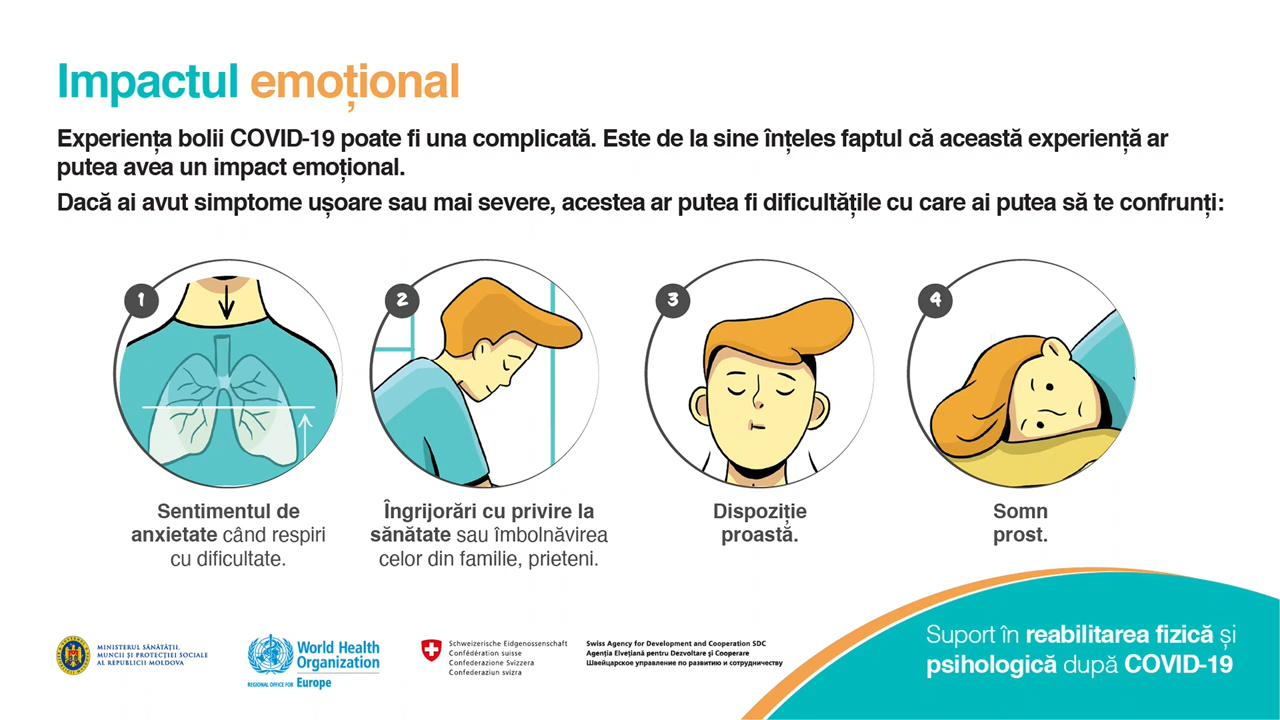 Impactul emoțional
Experiența bolii COVID-19 poate fi una complicată. Este de la sine înțeles faptul că această experiență ar
putea avea un impact emoțional.
Dacă ai avut simptome ușoare sau mai severe, acestea ar putea fi dificultățile cu care ai putea să te confrunți:
1
Sentimentul de
anxietate când respiri
cu dificultate.
2
Îngrijorări cu privire la
sănătate sau îmbolnăvirea
celor din familie, prieteni.
3
Dispoziție
proastă.
4
Somn
prost.
MINISTERUL SĂNĂTĂȚII,
MUNCII ȘI PROTECȚIEI SOCIALE
AL REPUBLICII MOLDOVA
World Health
Organization
REGIONAL OFFICE FOR Europe
Schweizerische Eidgenossenschaft
Confédération suisse
Confederazione Svizzera
Confederaziun svizra
Swiss Agency for Development and Cooperation SDC
Agenția Elvețiană pentru Dezvoltare și Cooperare
Швейцарское управление по развитию и сотрудничеству
Suport în reabilitarea fizică și
psihologică după COVID-19